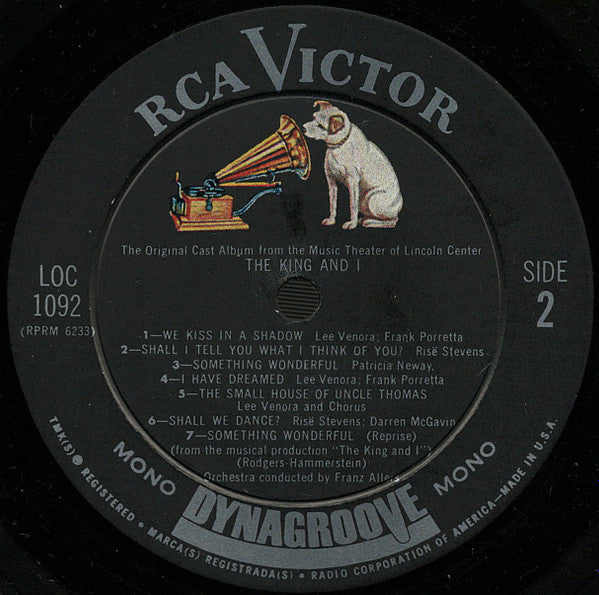 RCA VICTOR
The Original Cast Album from the Music Theater of Lincoln Center
THE KING AND I
LOC
1092
(RPRM 6233)
SIDE
2
1—WE KISS IN A SHADOW Lee Venora; Frank Porretta
2—SHALL I TELL YOU WHAT I THINK OF YOU? Risë Stevens
3—SOMETHING WONDERFUL Patricia Neway,
4—I HAVE DREAMED Lee Venora; Frank Porretta
5—THE SMALL HOUSE OF UNCLE THOMAS
Lee Venora and Chorus
6—SHALL WE DANCE? Risë Stevens; Darren McGavin
7—SOMETHING WONDERFUL (Reprise)
(from the musical production "The King and I")
(Rodgers-Hammerstein)
Orchestra conducted by Franz Allers
MONO
DYNAGROOVE
MONO
TMK(S) ® REGISTERED • MARCA(S) REGISTRADA(S) • RADIO CORPORATION OF AMERICA—MADE IN U.S.A.